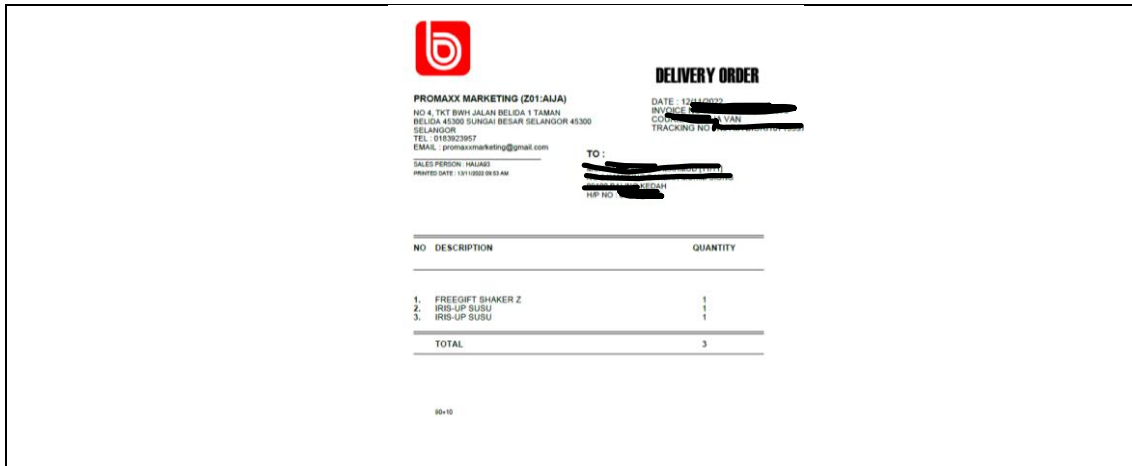 DELIVERY ORDER
PROMAXX MARKETING (Z01:AIJA)
NO 4, TKT BWH JALAN BELIDA 1 TAMAN
BELIDA 45300 SUNGAI BESAR SELANGOR 45300
SELANGOR
TEL : 0183923957
EMAIL : promaxxmarketing@gmail.com
SALES PERSON : HALIA93
PRINTED DATE : 13/11/2022 09:53 AM
DATE : 12/11/2022
INVOICE
VAN
TRACKING NO
TO :
KEDAH
H/P NO :
NO DESCRIPTION QUANTITY
1. FREEGIFT SHAKER Z 1
2. IRIS-UP SUSU 1
3. IRIS-UP SUSU 1
TOTAL 3
90+10